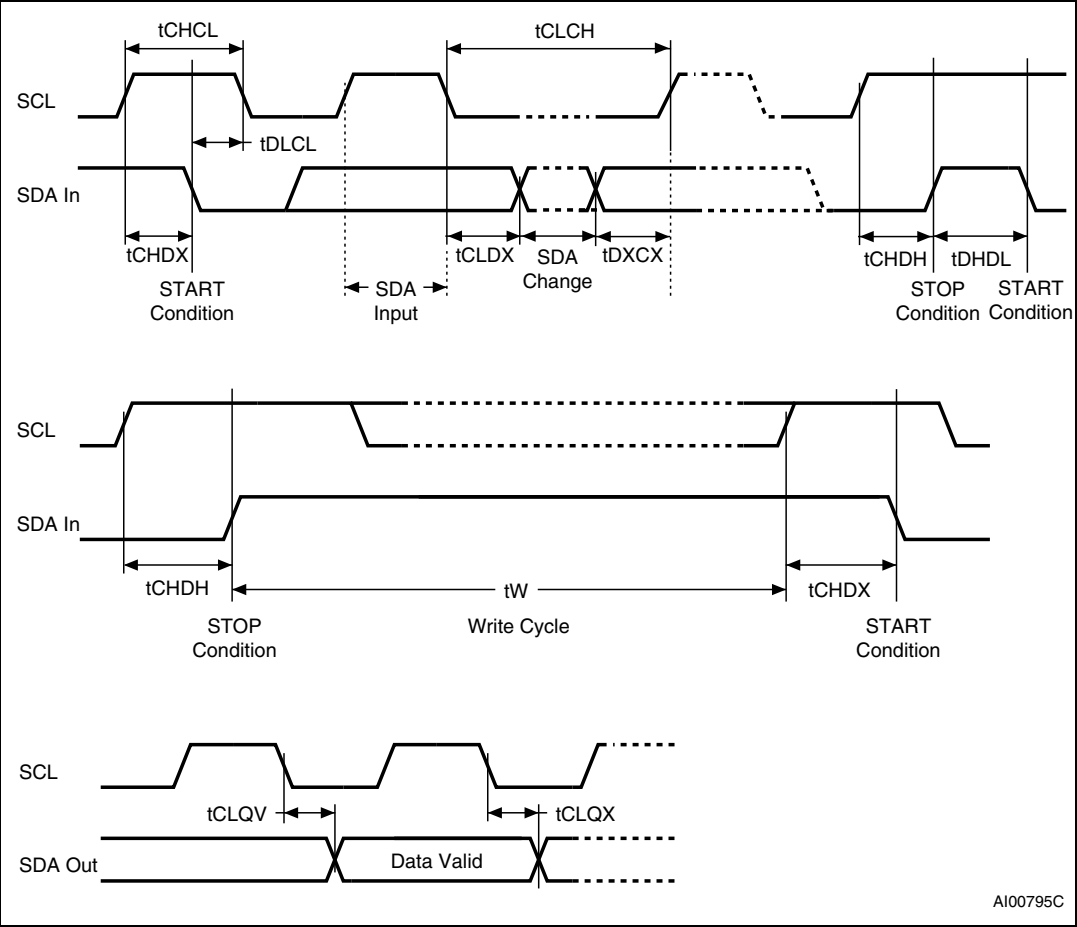 tCHCL
tCLCH
SCL
tDLCL
SDA In
tCHDX
tCLDX
SDA
Change
tDXCX
tCHDH
tDHDL
START
Condition
SDA
Input
STOP
Condition
START
Condition
SCL
SDA In
tCHDH
tW
tCHDX
STOP
Condition
Write Cycle
START
Condition
SCL
tCLQV
tCLQX
SDA Out
Data Valid
AI00795C